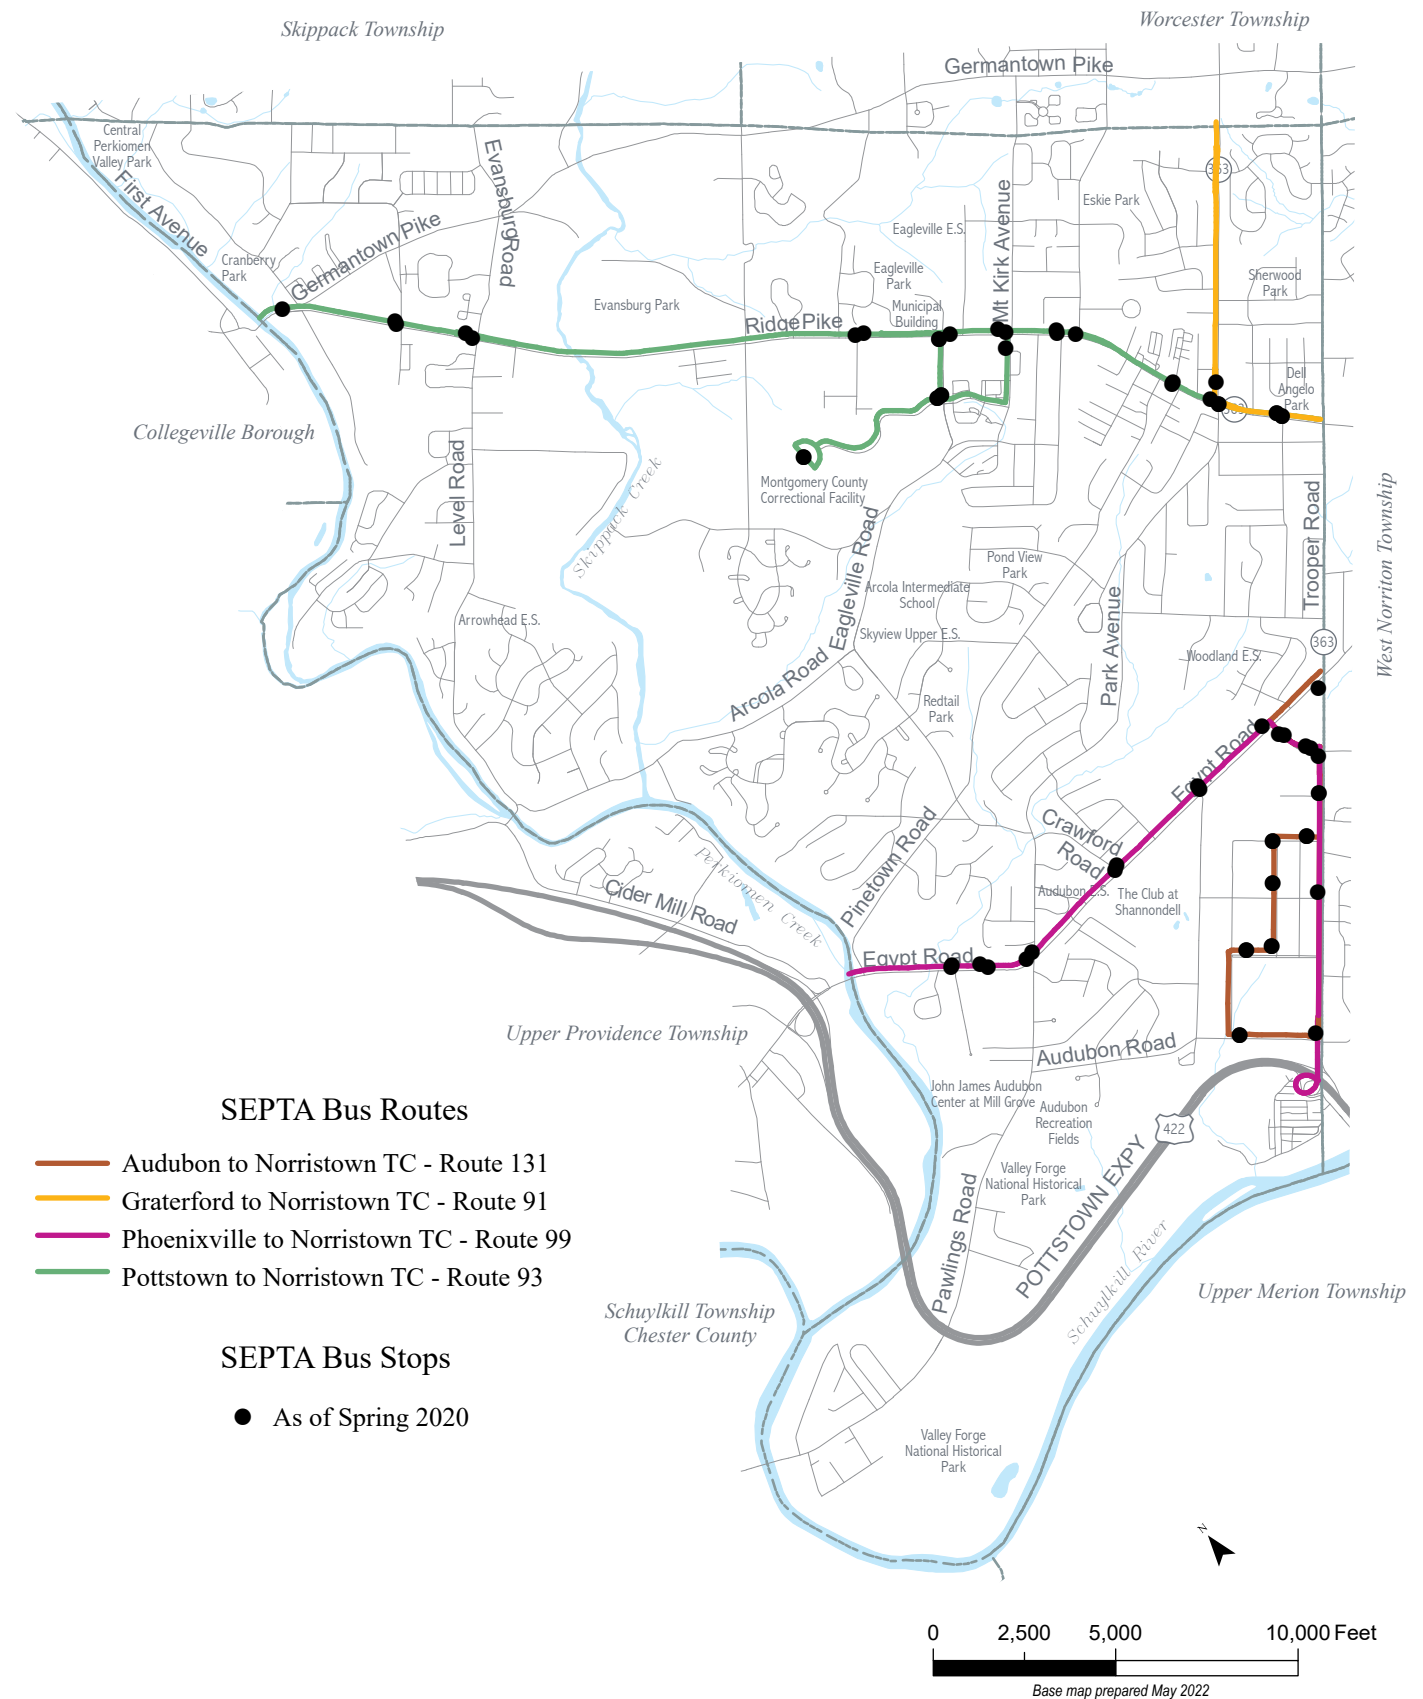 Skippack Township
Worcester Township
Germantown Pike
Central
Perkiomen
Valley Park
First Avenue
Evansburg Road
363
Eskie Park
Mt Kirk Avenue
Germantown Pike
Eagleville E.S.
Cranberry
Park
Eagleville
Park
Sherwood
Park
Evansburg Park
Municipal
Building
Ridge Pike
Dell
Angelo
Park
363
Collegeville Borough
Level Road
Skippack Creek
Montgomery County
Correctional Facility
Trooper Road
West Norriton Township
Eagleville Road
Pond View
Park
Arcola Intermediate
School
Park Avenue
Arrowhead E.S.
Skyview Upper E.S.
363
Woodland E.S.
Arcola Road
Redtail
Park
Egypt Road
Crawford
Road
Pinetown Road
Perkiomen Creek
Cider Mill Road
Audubon E.S.
The Club at
Shannondell
Egypt Road
Upper Providence Township
Audubon Road
John James Audubon
Center at Mill Grove
Audubon
Recreation
Fields
422
POTTSTOWN EXPY
Valley Forge
National Historical
Park
Pawlings Road
Schuylkill River
SEPTA Bus Routes
Audubon to Norristown TC - Route 131
Graterford to Norristown TC - Route 91
Phoenixville to Norristown TC - Route 99
Pottstown to Norristown TC - Route 93
Upper Merion Township
Schuylkill Township
Chester County
SEPTA Bus Stops
As of Spring 2020
Valley Forge
National Historical
Park
N
0 2,500 5,000 10,000 Feet
Base map prepared May 2022